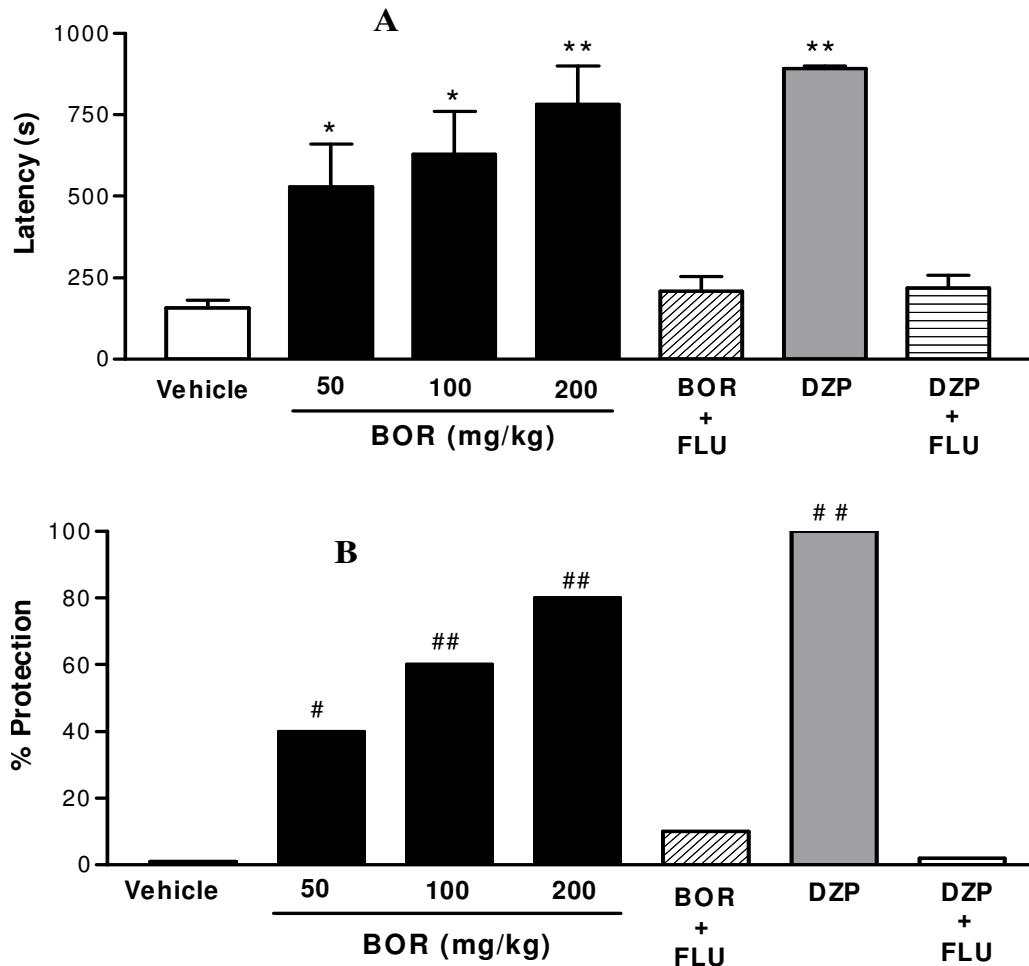 A
1000
750
500
250
0
Latency (s)
*
*
**
**
Vehicle
50
100
200
BOR (mg/kg)
BOR
+
FLU
DZP
DZP
+
FLU
B
100
80
60
40
20
0
% Protection
#
##
##
# #
Vehicle
50
100
200
BOR (mg/kg)
BOR
+
FLU
DZP
DZP
+
FLU